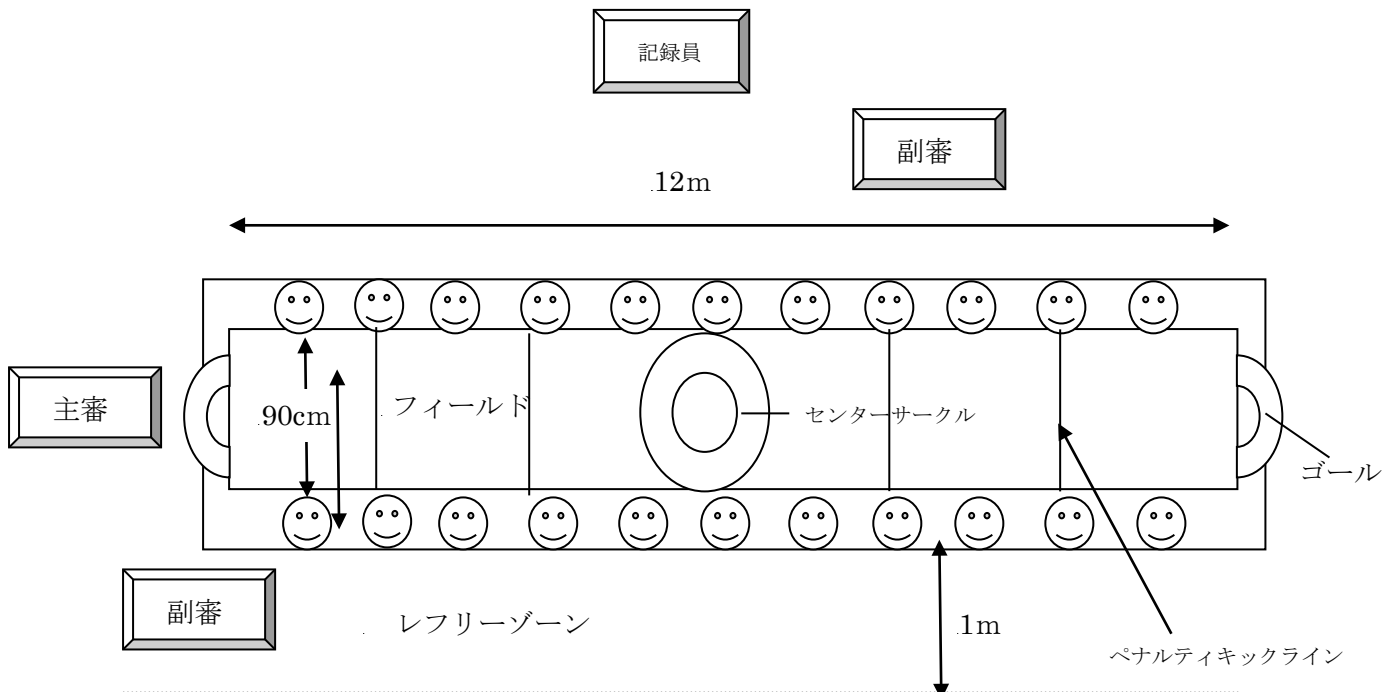 記録員
副審
12m
主審
90cm
フィールド
センターサークル
ゴール
副審
レフリーゾーン
1m
ペナルティキックライン